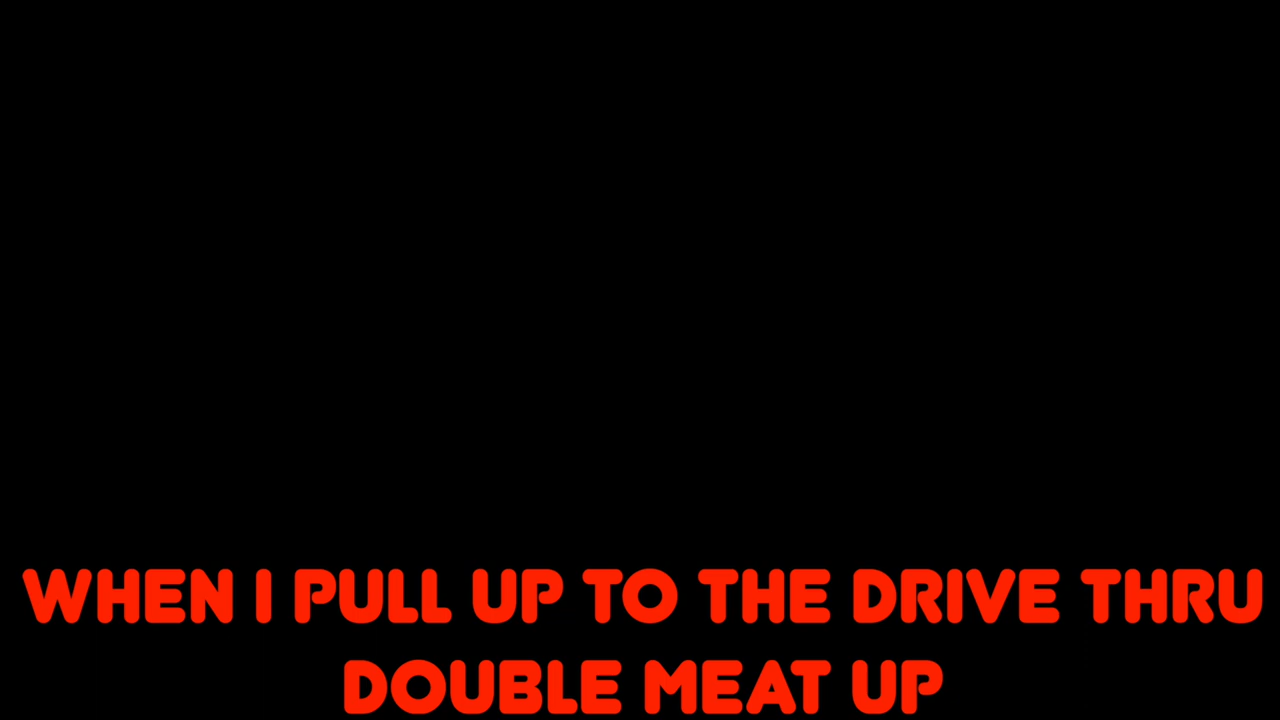 WHEN I PULL UP TO THE DRIVE THRU
DOUBLE MEAT UP